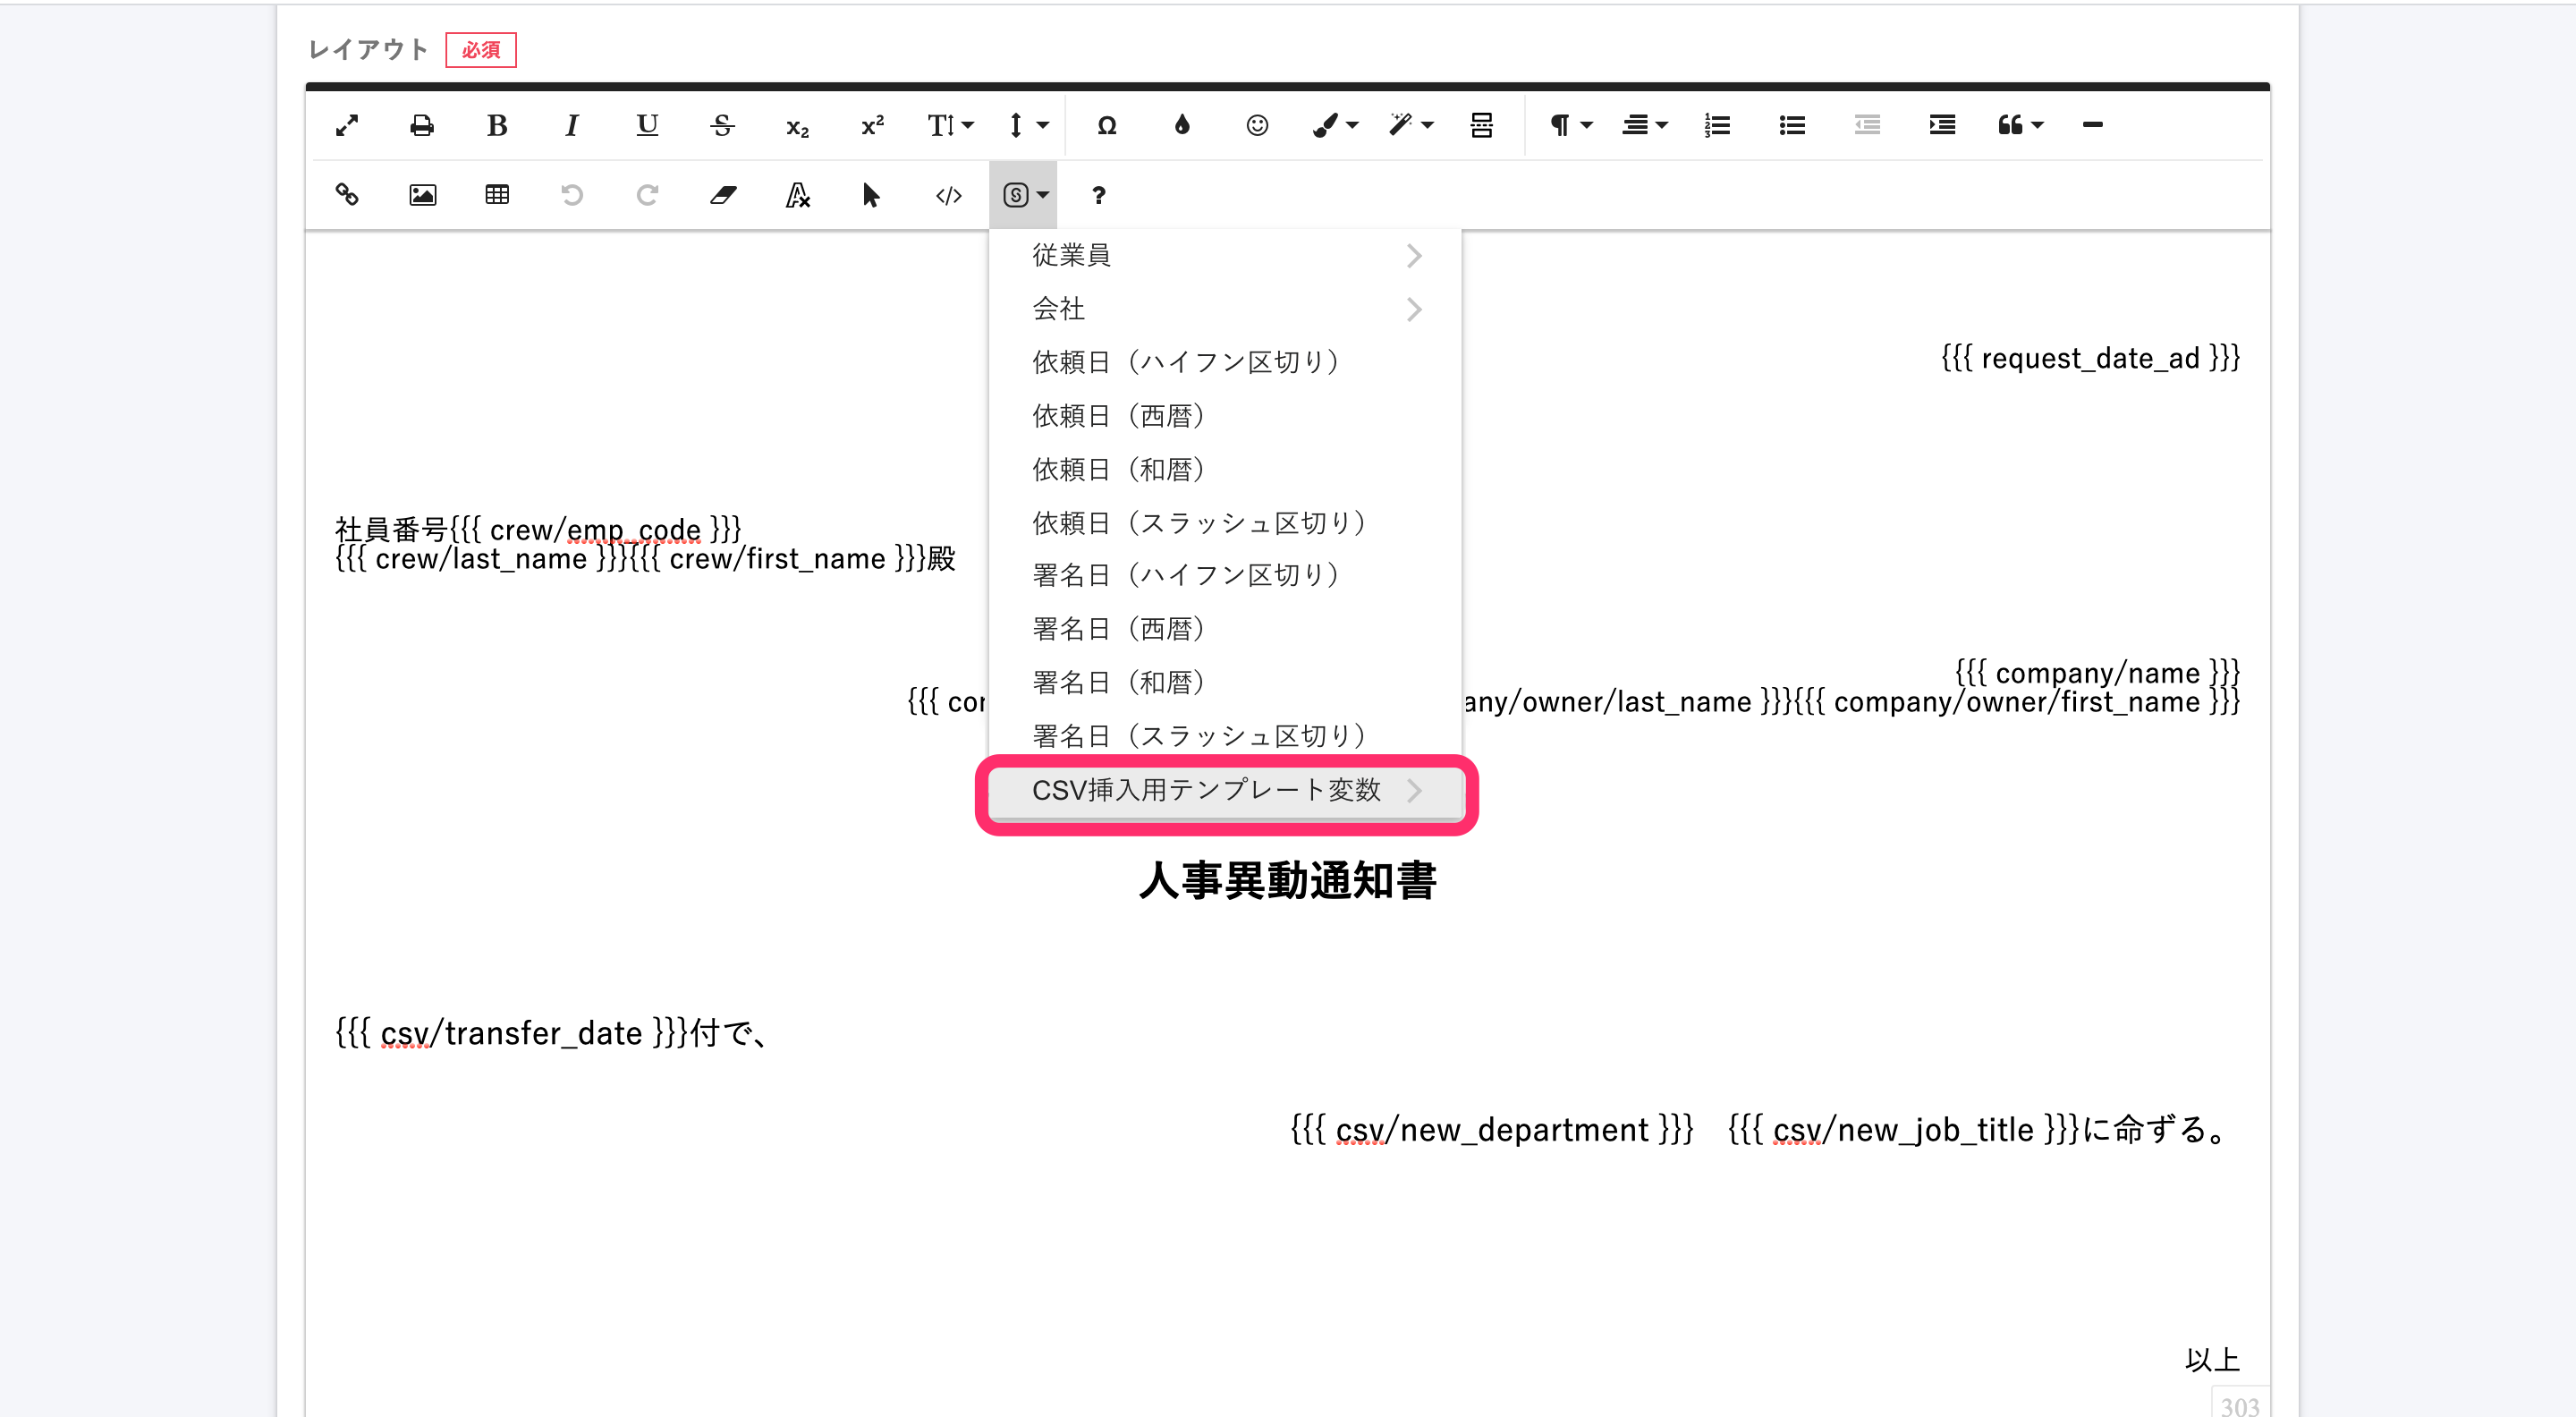 レイアウト 必須
従業員
会社
依頼日（ハイフン区切り）
{{{ request_date_ad }}}
依頼日（西暦）
依頼日（和暦）
依頼日（スラッシュ区切り）
社員番号{{{ crew/emp_code }}}
{{{ crew/last_name }}}{{{ crew/first_name }}}殿
署名日（ハイフン区切り）
署名日（西暦）
署名日（和暦）
{{{ company/name }}}
{{{ con any/owner/last_name }}}{{{ company/owner/first_name }}}
署名日（スラッシュ区切り）
CSV挿入用テンプレート変数
人事異動通知書
{{{ csv/transfer_date }}}付で、
{{{ csv/new_department }}}　{{{ csv/new_job_title }}}に命ずる。
以上
303